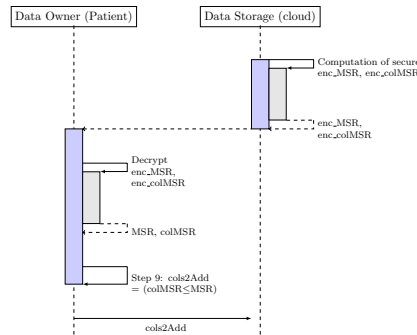 Data Owner (Patient)
Data Storage (cloud)
Computation of secure
enc_MSR, enc_colMSR
enc_MSR,
enc_colMSR
Decrypt
enc_MSR,
enc_colMSR
MSR, colMSR
Step 9: cols2Add
= (colMSR≤MSR)
cols2Add